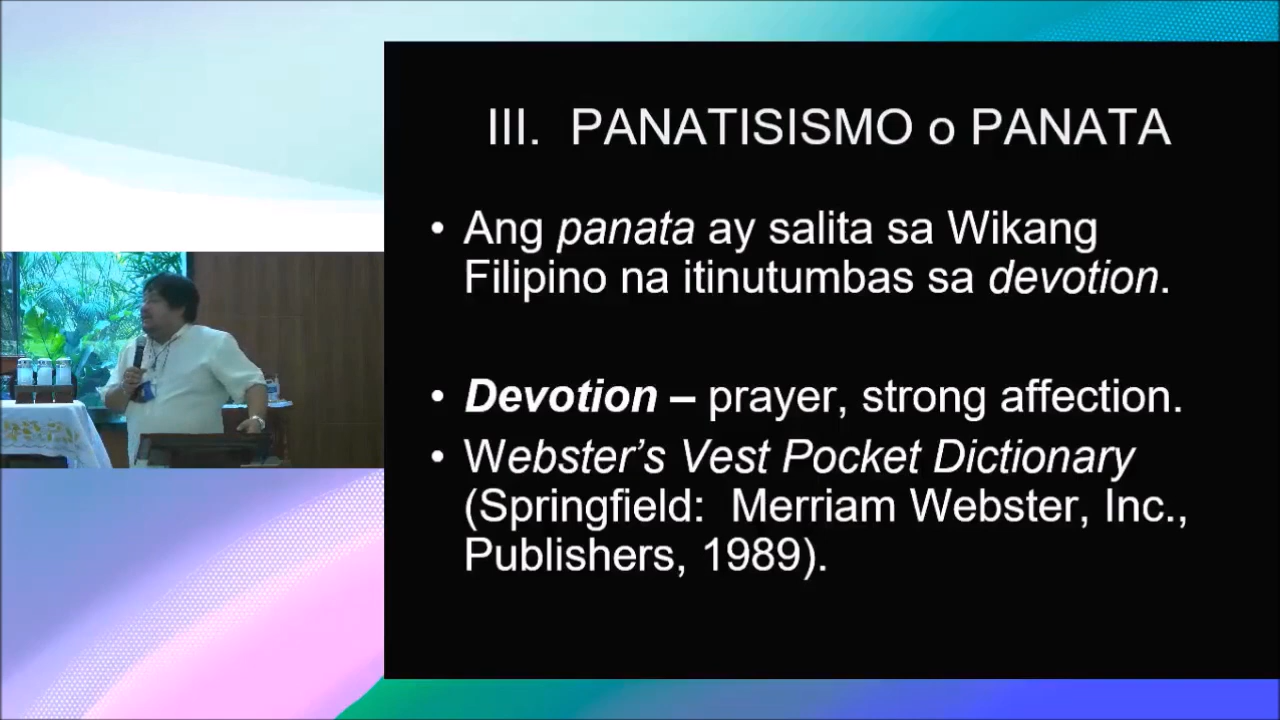 III. PANATISISMO o PANATA
• Ang panata ay salita sa Wikang
Filipino na itinutumbas sa devotion.
• Devotion – prayer, strong affection.
• Webster’s Vest Pocket Dictionary
(Springfield: Merriam Webster, Inc.,
Publishers, 1989).